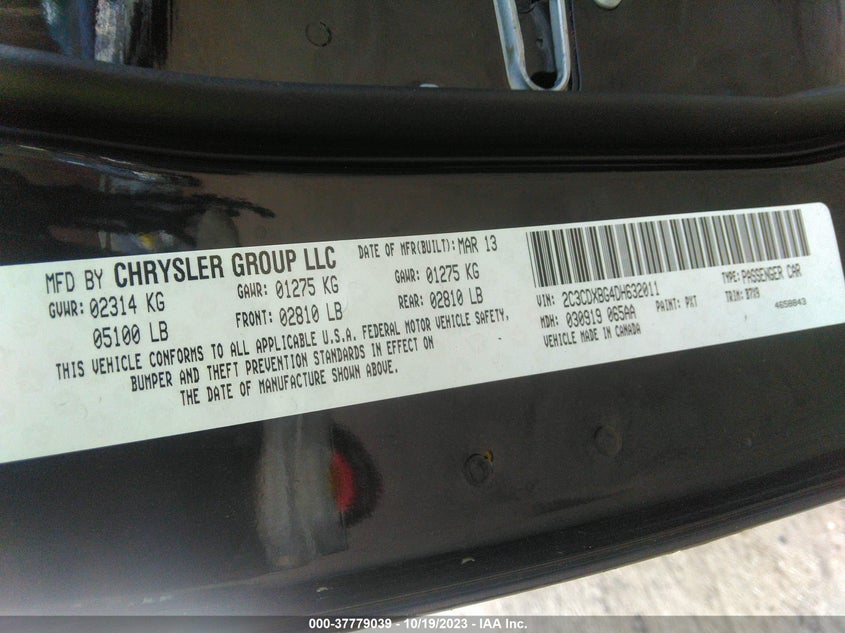 MFD BY CHRYSLER GROUP LLC DATE OF MFR(BUILT): MAR 13
GVWR: 02314 KG GAWR: 01275 KG GAWR: 01275 KG
05100 LB FRONT: 02810 LB REAR: 02810 LB
THIS VEHICLE CONFORMS TO ALL APPLICABLE U.S.A. FEDERAL MOTOR VEHICLE SAFETY,
BUMPER AND THEFT PREVENTION STANDARDS IN EFFECT ON
THE DATE OF MANUFACTURE SHOWN ABOVE.
VIN: 2C3CDXBG4DH632011 TYPE: PASSENGER CAR
MDH: 030919 065AA PAINT: PXT TRIM:
VEHICLE MADE IN CANADA 4658843
000-37779039 - 10/19/2023 - IAA Inc.